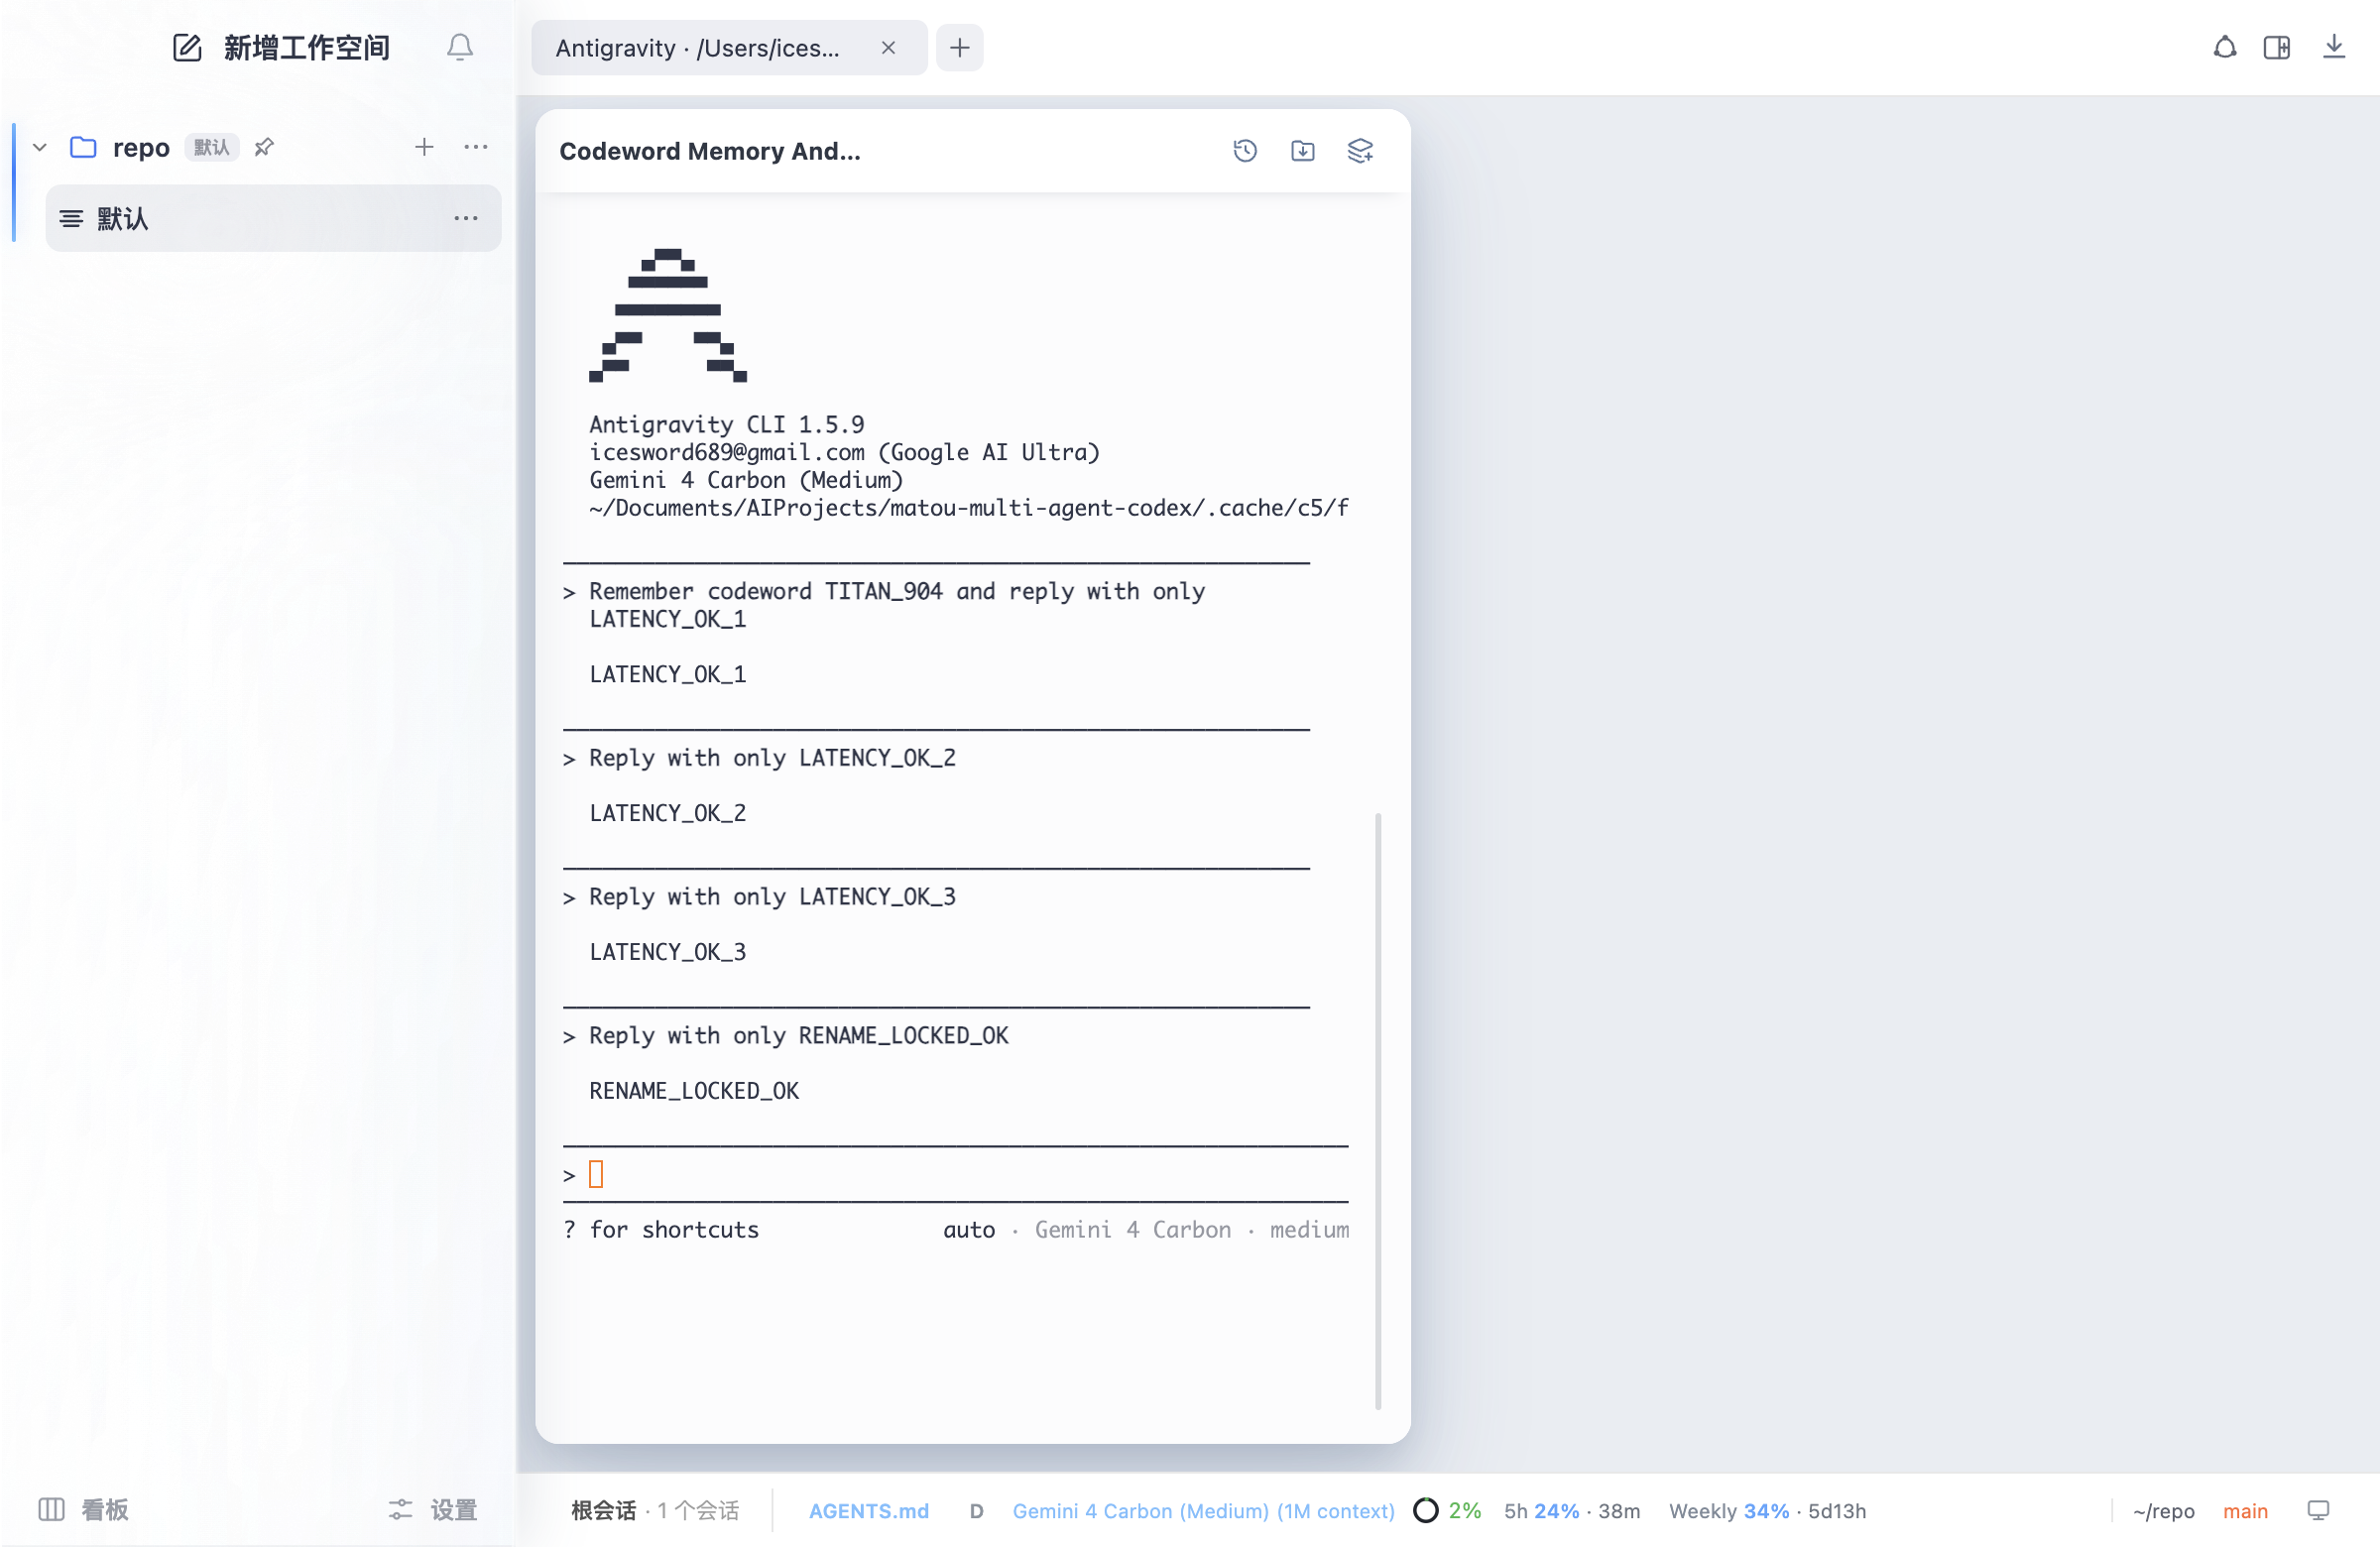 新增工作空间
Antigravity · /Users/ices...
repo 默认
默认
Codeword Memory And...
Antigravity CLI 1.5.9
icesword689@gmail.com (Google AI Ultra)
Gemini 4 Carbon (Medium)
~/Documents/AIProjects/matou-multi-agent-codex/.cache/c5/f
> Remember codeword TITAN_904 and reply with only
LATENCY_OK_1
LATENCY_OK_1
> Reply with only LATENCY_OK_2
LATENCY_OK_2
> Reply with only LATENCY_OK_3
LATENCY_OK_3
> Reply with only RENAME_LOCKED_OK
RENAME_LOCKED_OK
>
? for shortcuts auto · Gemini 4 Carbon · medium
看板 设置
根会话 · 1 个会话 AGENTS.md D Gemini 4 Carbon (Medium) (1M context) 2% 5h 24% · 38m Weekly 34% · 5d13h ~/repo main